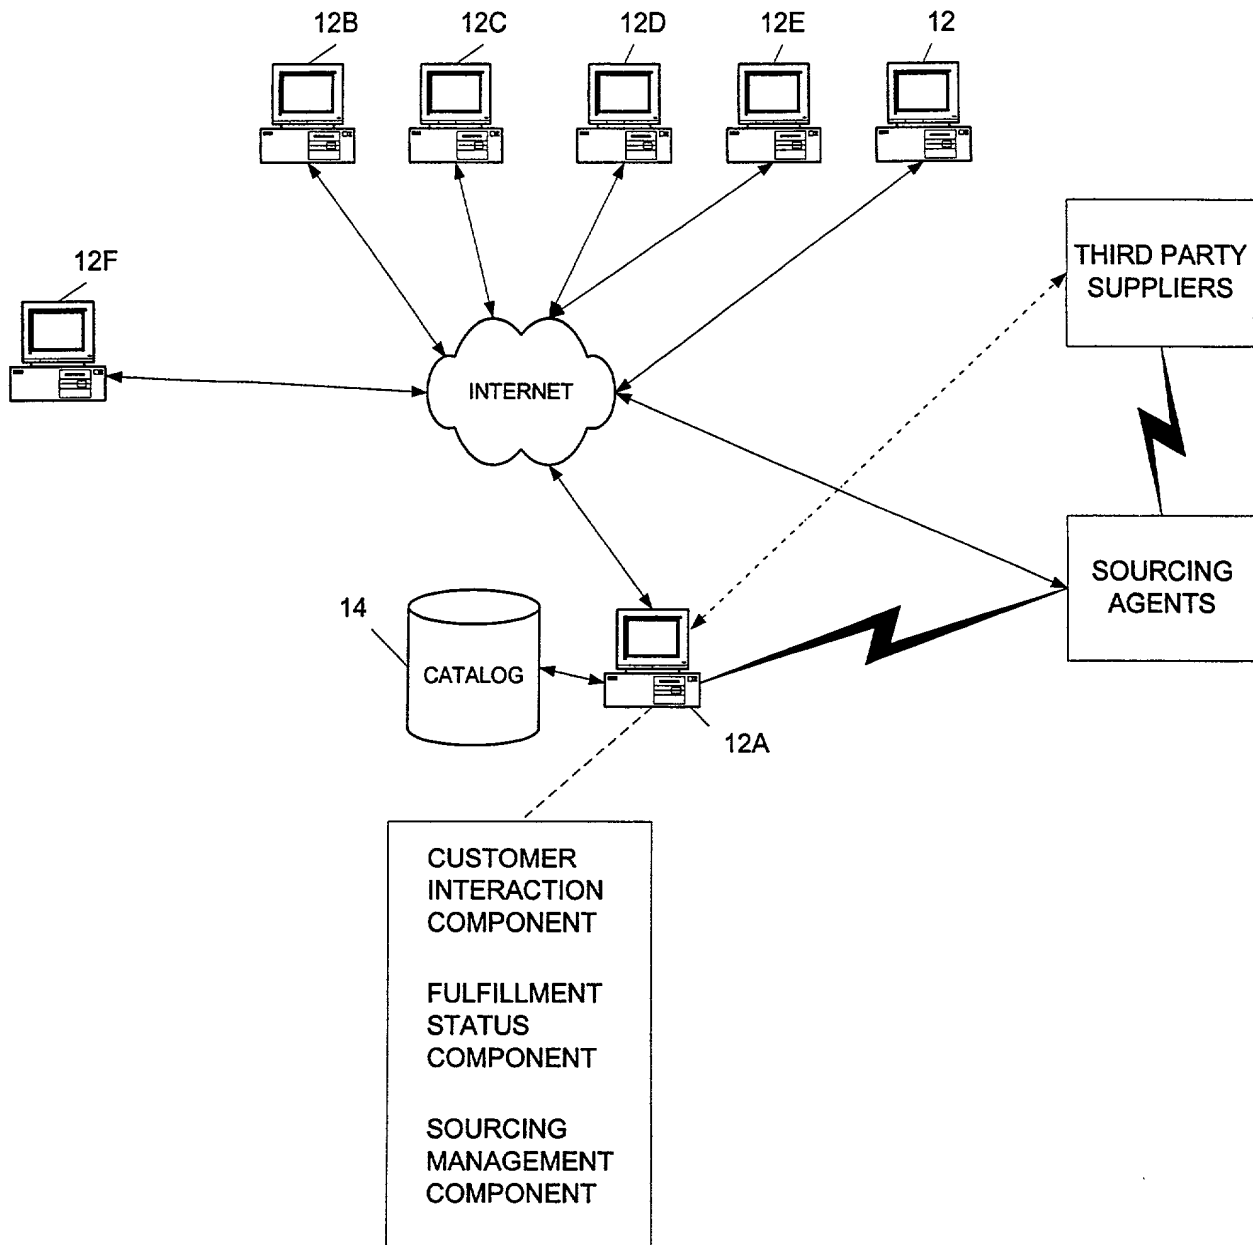 12B
12C
12D
12E
12
12F
THIRD PARTY
SUPPLIERS
INTERNET
SOURCING
AGENTS
14
CATALOG
12A
CUSTOMER
INTERACTION
COMPONENT
FULFILLMENT
STATUS
COMPONENT
SOURCING
MANAGEMENT
COMPONENT